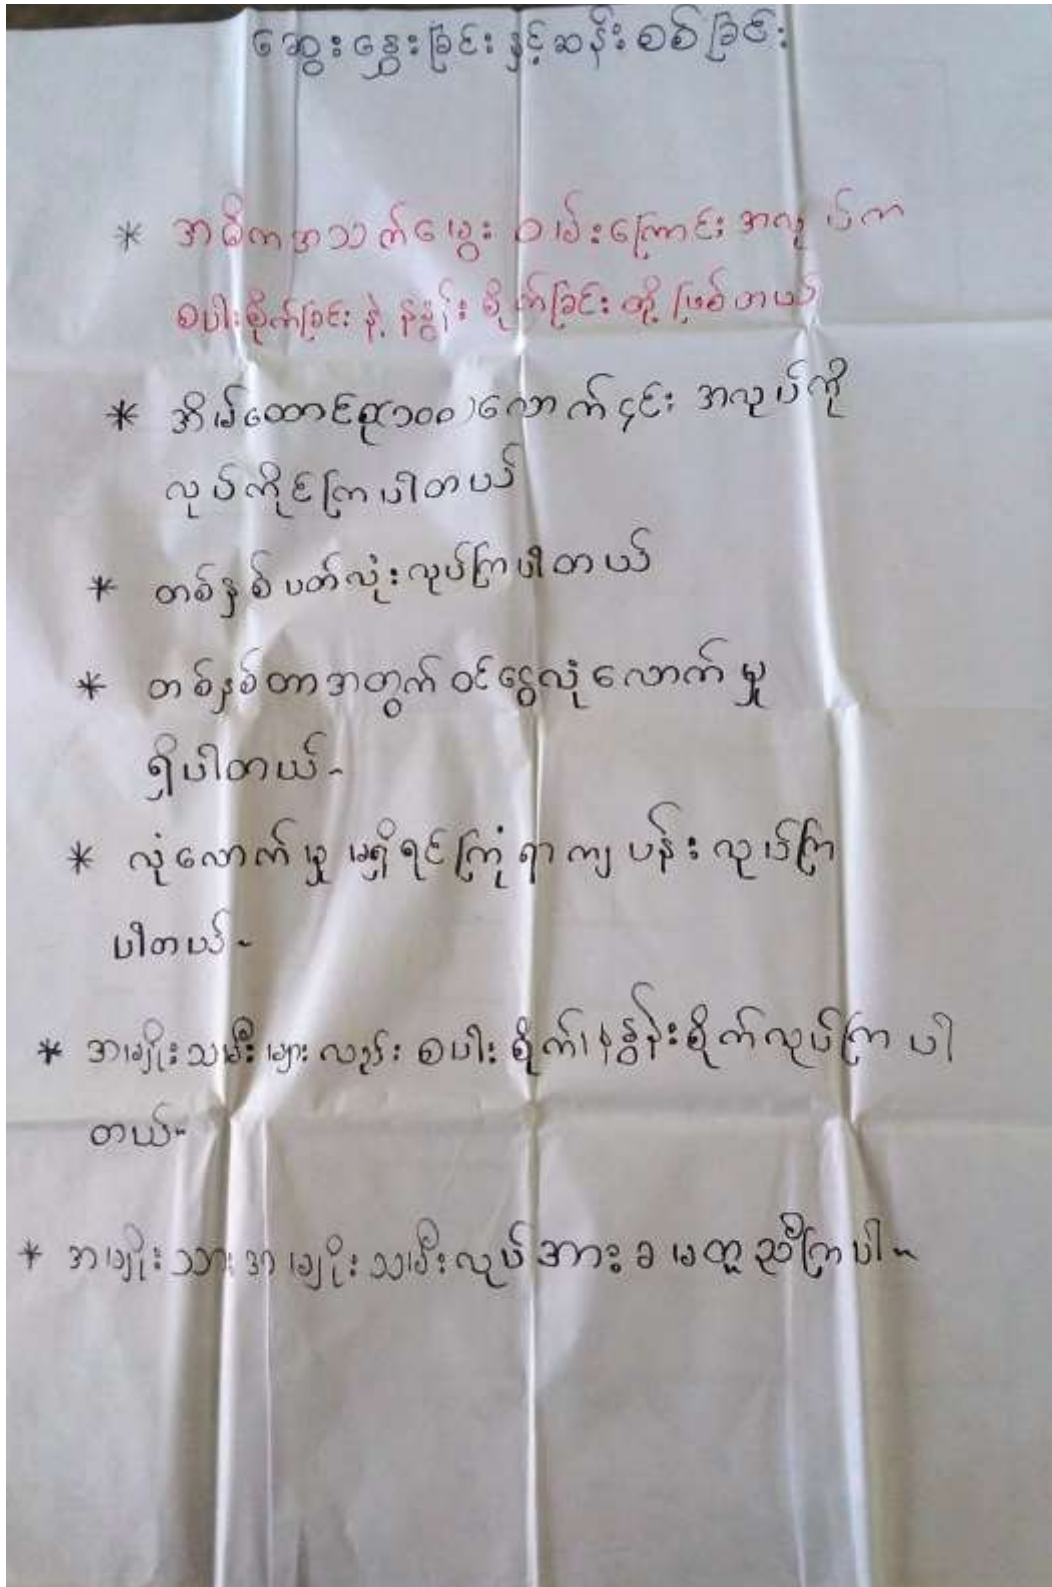 ဆွေးနွေးခြင်းနှင့်ဆန်းစစ်ခြင်း
* အဓိကအသက်မွေးဝမ်းကြောင်းအလုပ်က
စပါးစိုက်ခြင်းနဲ့ နနွင်းစိုက်ခြင်းတို့ဖြစ်တယ်
* အိမ်ထောင်စု(၁၀၀)လောက်၄င်း အလုပ်ကို
လုပ်ကိုင်ကြပါတယ်
* တစ်နှစ်ပတ်လုံးလုပ်ကြပါတယ်
* တစ်နှစ်တာအတွက်ဝင်ငွေလုံလောက်မှု
ရှိပါတယ်-
* လုံလောက်မှုမရှိရင်ကြုံရာကျပန်းလုပ်ကြ
ပါတယ်-
* အမျိုးသမီးများလည်းစပါးစိုက်၊နနွင်းစိုက်လုပ်ကြပါ
တယ်-
* အမျိုးသားအမျိုးသမီးလုပ်အားခမတူညီကြပါ-